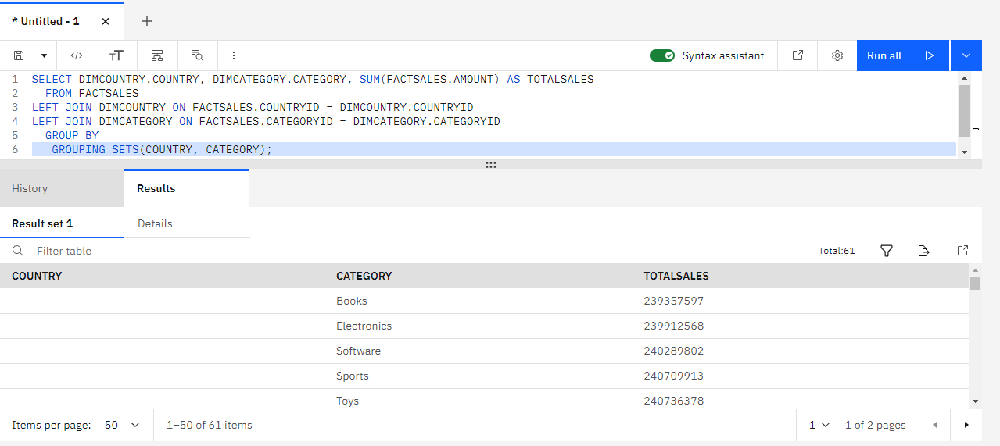 * Untitled - 1
Syntax assistant
Run all
1 SELECT DIMCOUNTRY.COUNTRY, DIMCATEGORY.CATEGORY, SUM(FACTSALES.AMOUNT) AS TOTALSALES
2 FROM FACTSALES
3 LEFT JOIN DIMCOUNTRY ON FACTSALES.COUNTRYID = DIMCOUNTRY.COUNTRYID
4 LEFT JOIN DIMCATEGORY ON FACTSALES.CATEGORYID = DIMCATEGORY.CATEGORYID
5 GROUP BY
6 GROUPING SETS(COUNTRY, CATEGORY);
History Results
Result set 1 Details
Filter table Total:61
COUNTRY CATEGORY TOTALSALES
Books 239357597
Electronics 239912568
Software 240289802
Sports 240709913
Toys 240736378
Items per page: 50 1–50 of 61 items 1 1 of 2 pages